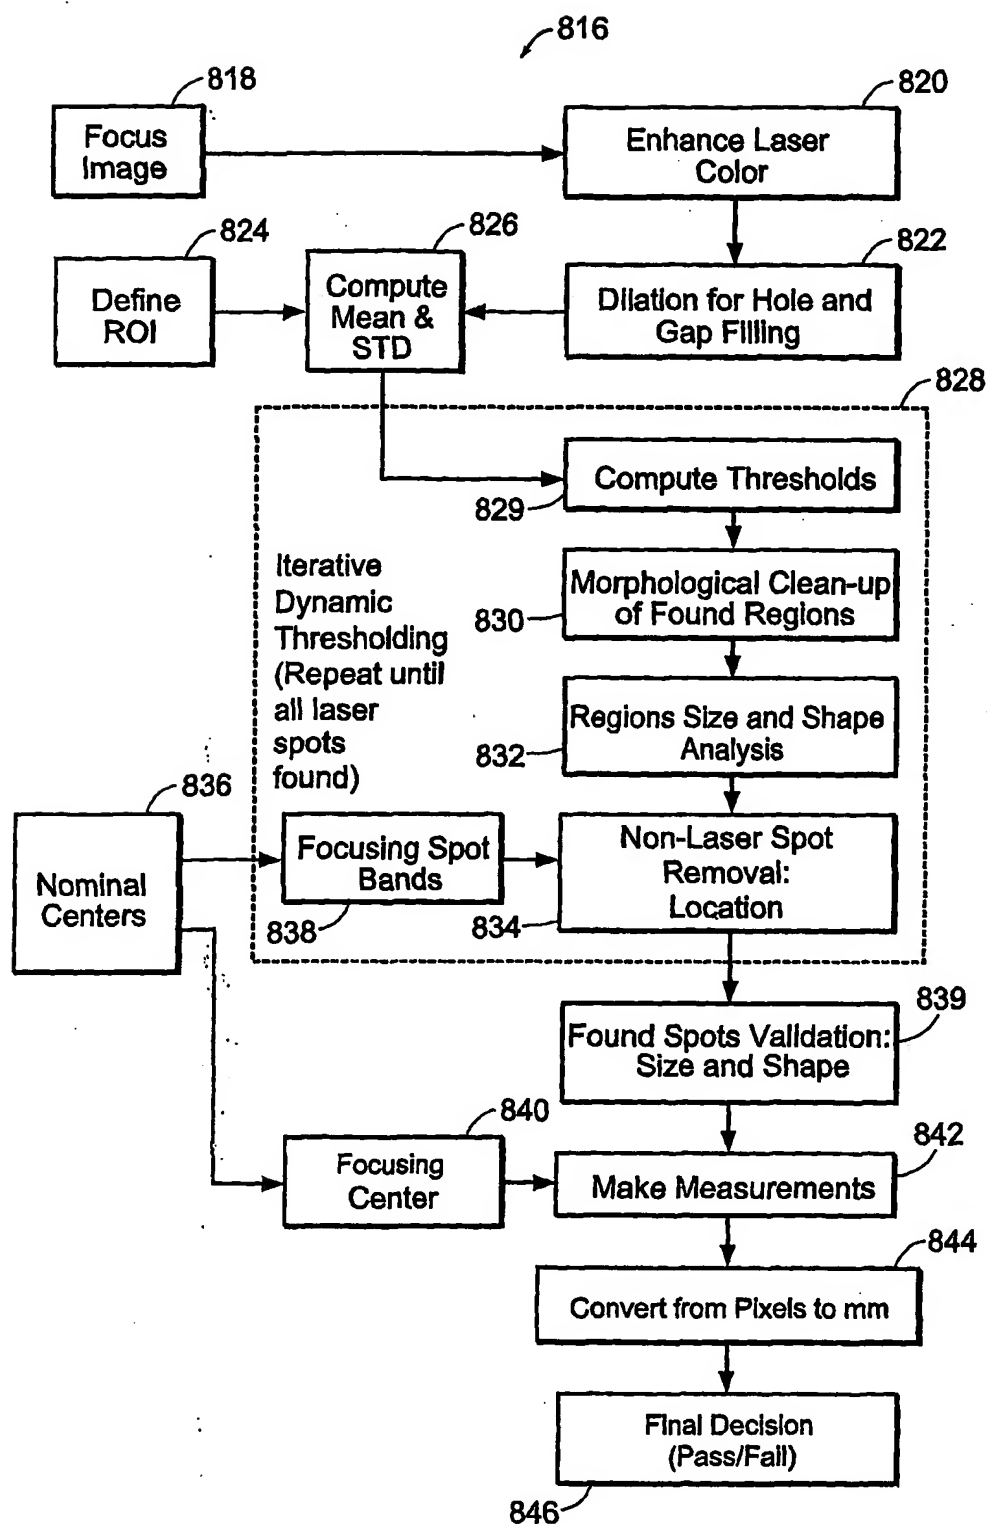 816
818
Focus
Image
820
Enhance Laser
Color
824
Define
ROI
826
Compute
Mean &
STD
822
Dilation for Hole and
Gap Filling
828
Compute Thresholds
829
Iterative
Dynamic
Thresholding
(Repeat until
all laser
spots
found)
Morphological Clean-up
of Found Regions
830
Regions Size and Shape
Analysis
832
836
Nominal
Centers
Focusing Spot
Bands
838
Non-Laser Spot
Removal:
Location
834
839
Found Spots Validation:
Size and Shape
840
Focusing
Center
842
Make Measurements
844
Convert from Pixels to mm
Final Decision
(Pass/Fail)
846